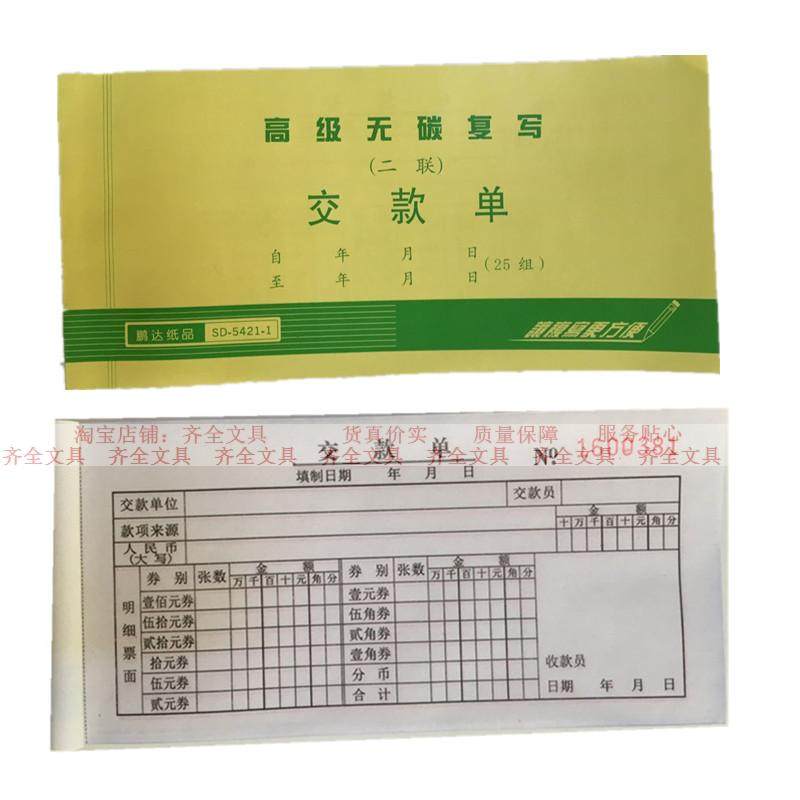 高级无碳复写
(二联)
交款单
自 年 月 日
至 年 月 日
(25组)
鹏达纸品 SD-5421-1
淘宝店铺：齐全文具 货真价实 质量保障 服务贴心
齐全文具 齐全文具 齐全文具 齐全文具 齐全文具 齐全文具
交款单
№ 1600381
填制日期 年 月 日
交款单位 交款员
款项来源 金额
十万千百十元角分
人民币
(大写)
券别 张数 金额 券别 张数 金额
万千百十元角分 万千百十元角分
明细票面
壹佰元券 壹元券
伍拾元券 伍角券
贰拾元券 贰角券
拾元券 壹角券
伍元券 分币
贰元券 合计
收款员
日期 年 月 日